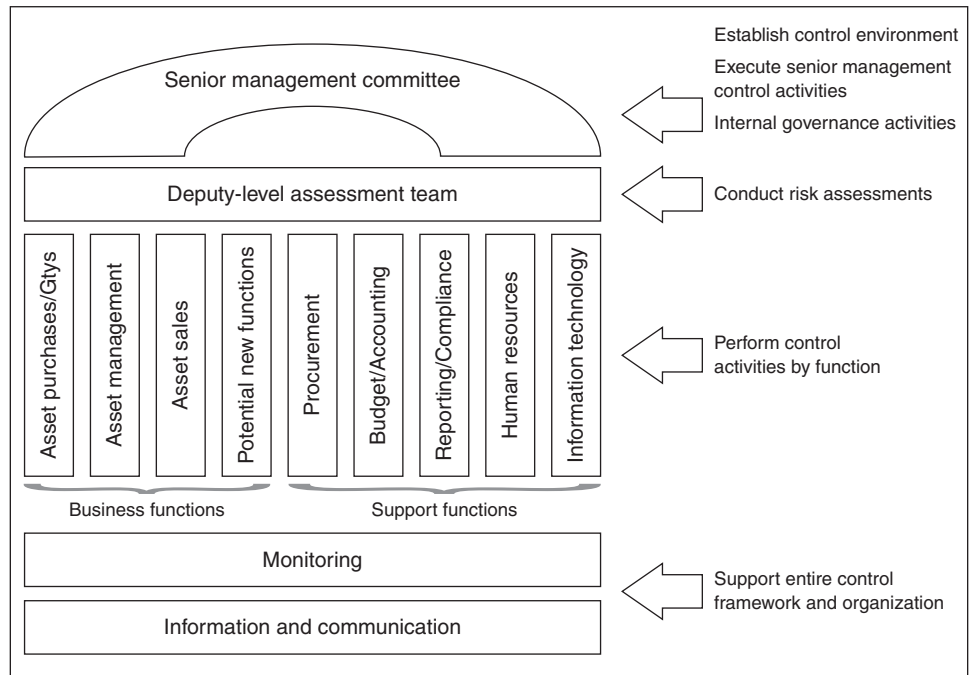 Establish control environment
Senior management committee
Execute senior management
control activities
Internal governance activities
Deputy-level assessment team
Conduct risk assessments
Asset purchases/Gtys
Asset management
Asset sales
Potential new functions
Procurement
Budget/Accounting
Reporting/Compliance
Human resources
Information technology
Perform control
activities by function
Business functions
Support functions
Monitoring
Support entire control
framework and organization
Information and communication